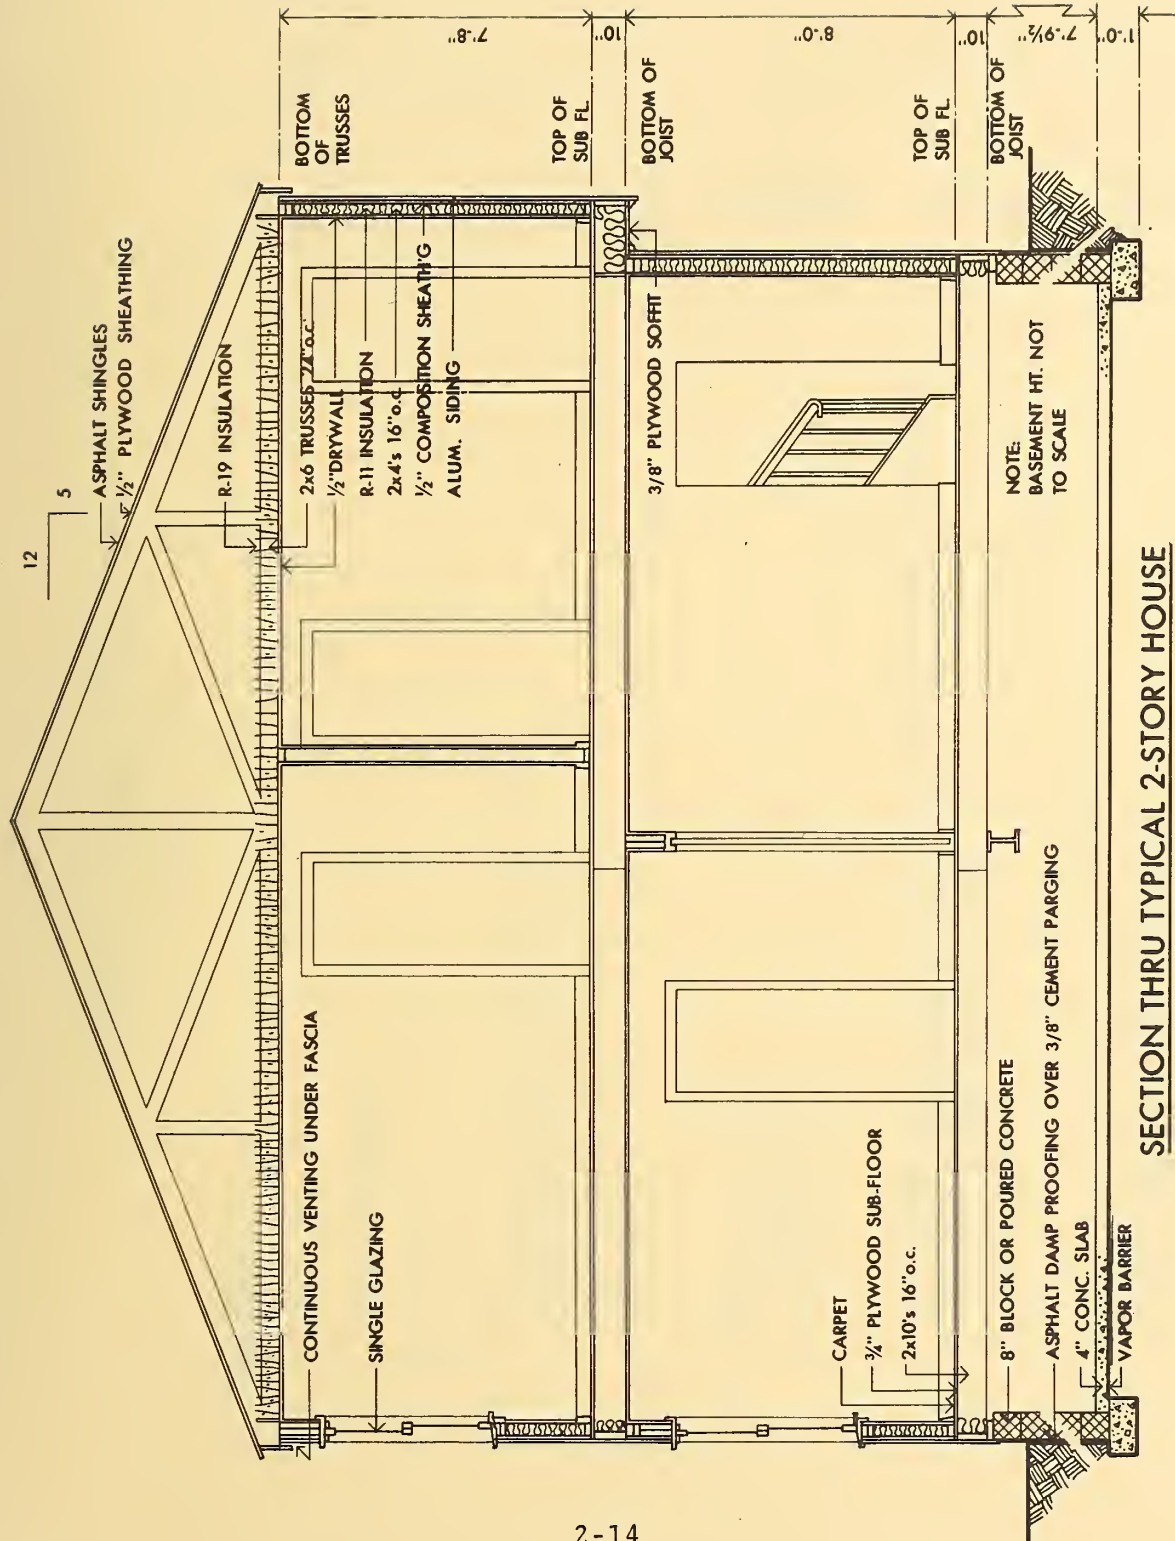 12
5
ASPHALT SHINGLES
½" PLYWOOD SHEATHING
R-19 INSULATION
2x6 TRUSSES 24"o.c.
½"DRYWALL
R-11 INSULATION
2x4's 16"o.c.
½" COMPOSITION SHEATH'G
ALUM. SIDING
BOTTOM
OF
TRUSSES
7'-8"
TOP OF
SUB FL.
10"
BOTTOM OF
JOIST
8'-0"
TOP OF
SUB FL.
10"
BOTTOM OF
JOIST
7'-9½"
1'-0"
CONTINUOUS VENTING UNDER FASCIA
SINGLE GLAZING
3/8" PLYWOOD SOFFIT
CARPET
¾" PLYWOOD SUB-FLOOR
2x10's 16"o.c.
8" BLOCK OR POURED CONCRETE
ASPHALT DAMP PROOFING OVER 3/8" CEMENT PARGING
4" CONC. SLAB
VAPOR BARRIER
NOTE:
BASEMENT HT. NOT
TO SCALE
SECTION THRU TYPICAL 2-STORY HOUSE
2-14